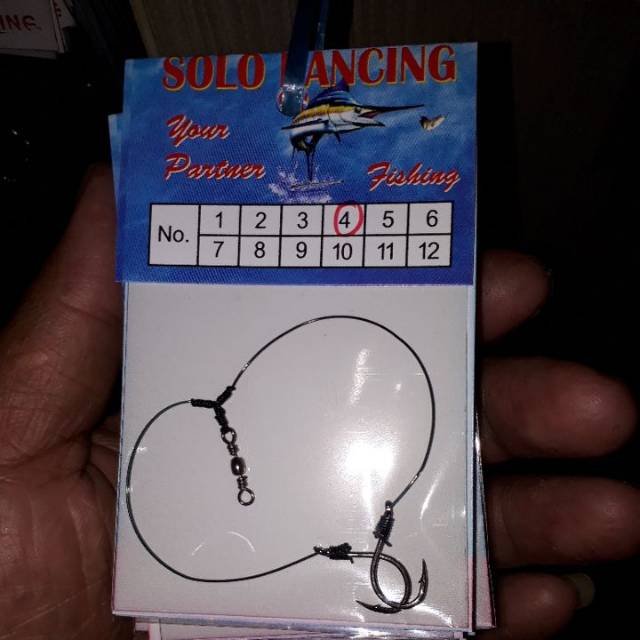 SOLO PANCING
Your
Partner
Fishing
No. 1 2 3 4 5 6
7 8 9 10 11 12